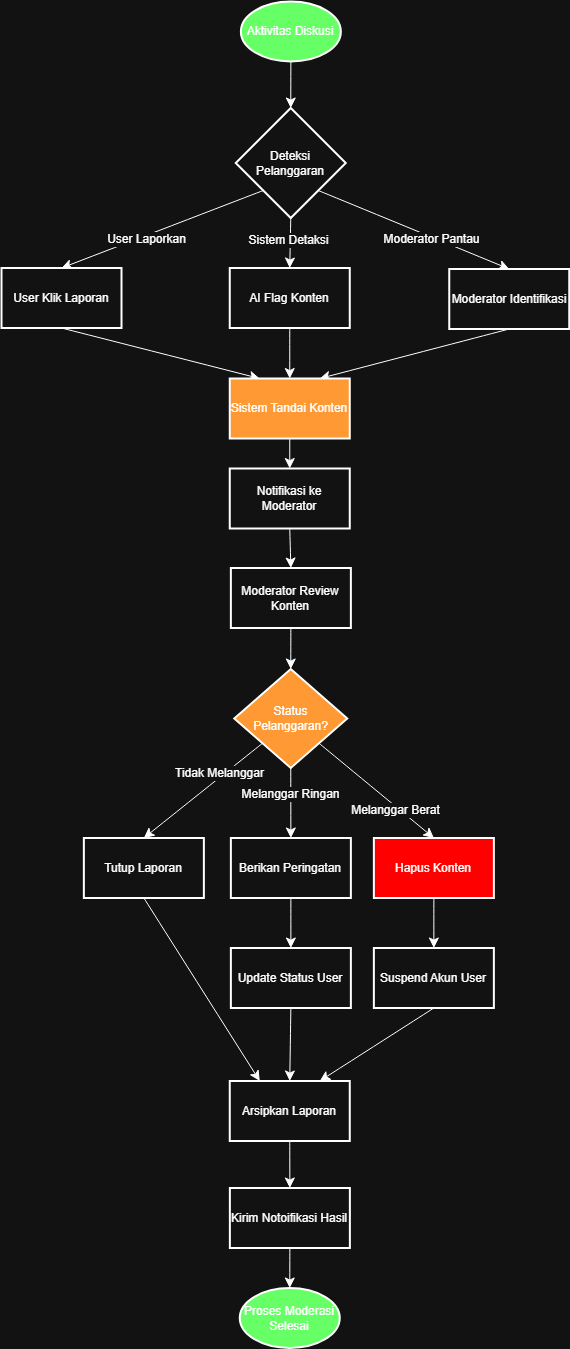 Aktivitas Diskusi
Deteksi
Pelanggaran
User Laporkan
Sistem Detaksi
Moderator Pantau
User Klik Laporan
AI Flag Konten
Moderator Identifikasi
Sistem Tandai Konten
Notifikasi ke
Moderator
Moderator Review
Konten
Status
Pelanggaran?
Tidak Melanggar
Melanggar Ringan
Melanggar Berat
Tutup Laporan
Berikan Peringatan
Hapus Konten
Update Status User
Suspend Akun User
Arsipkan Laporan
Kirim Notoifikasi Hasil
Proses Moderasi
Selesai